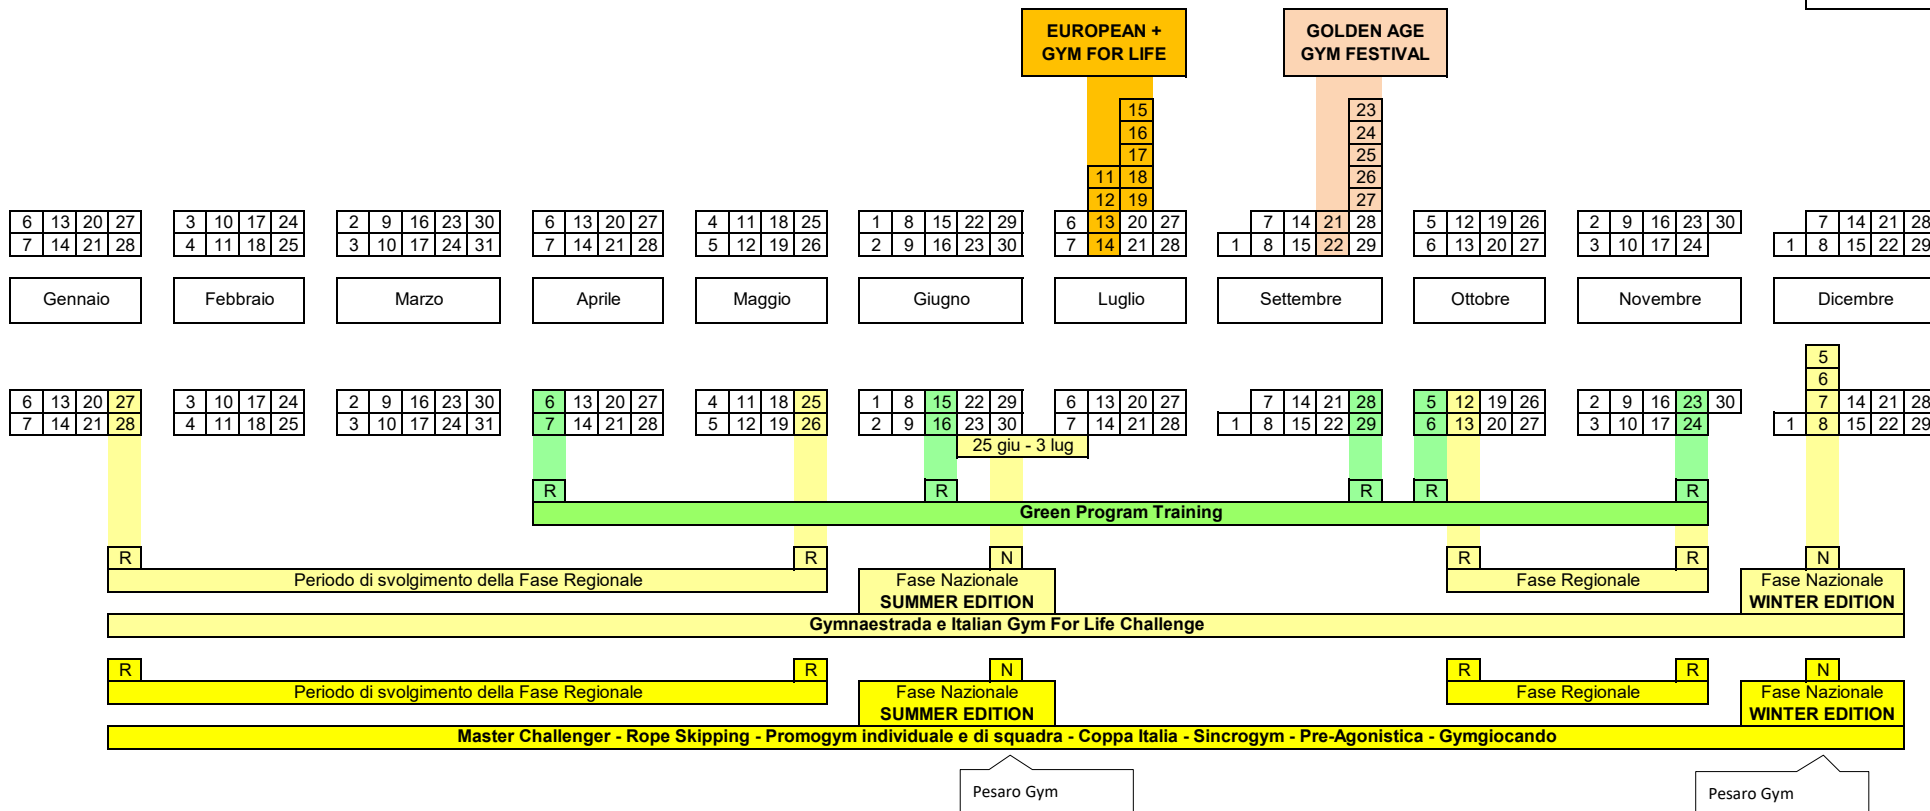 EUROPEAN + GOLDEN AGE
GYM FOR LIFE GYM FESTIVAL
15 23
16 24
17 25
11 18 26
12 19 27
6 13 20 27 3 10 17 24 2 9 16 23 30 6 13 20 27 4 11 18 25 1 8 15 22 29 6 13 20 27 7 14 21 28 5 12 19 26 2 9 16 23 30 7 14 21 28
7 14 21 28 4 11 18 25 3 10 17 24 31 7 14 21 28 5 12 19 26 2 9 16 23 30 7 14 21 28 1 8 15 22 29 6 13 20 27 3 10 17 24 1 8 15 22 29
Gennaio Febbraio Marzo Aprile Maggio Giugno Luglio Settembre Ottobre Novembre Dicembre
5
6
6 13 20 27 3 10 17 24 2 9 16 23 30 6 13 20 27 4 11 18 25 1 8 15 22 29 6 13 20 27 7 14 21 28 5 12 19 26 2 9 16 23 30 7 14 21 28
7 14 21 28 4 11 18 25 3 10 17 24 31 7 14 21 28 5 12 19 26 2 9 16 23 30 7 14 21 28 1 8 15 22 29 6 13 20 27 3 10 17 24 1 8 15 22 29
25 giu - 3 lug
R R R R R
Green Program Training
R R N R R N
Periodo di svolgimento della Fase Regionale Fase Nazionale Fase Regionale Fase Nazionale
SUMMER EDITION WINTER EDITION
Gymnaestrada e Italian Gym For Life Challenge
R R N R R N
Periodo di svolgimento della Fase Regionale Fase Nazionale Fase Regionale Fase Nazionale
SUMMER EDITION WINTER EDITION
Master Challenger - Rope Skipping - Promogym individuale e di squadra - Coppa Italia - Sincrogym - Pre-Agonistica - Gymgiocando
Pesaro Gym Pesaro Gym